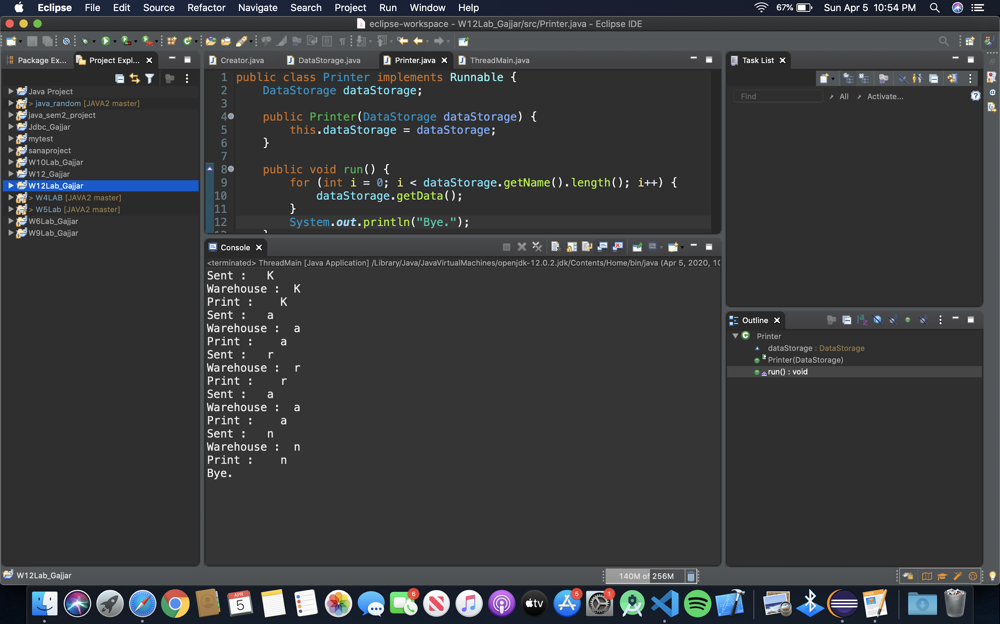 Eclipse File Edit Source Refactor Navigate Search Project Run Window Help 67% Sun Apr 5 10:54 PM
eclipse-workspace - W12Lab_Gajjar/src/Printer.java - Eclipse IDE
Package Ex... Project Expl...
Java Project
> java_random [JAVA2 master]
java_sem2_project
Jdbc_Gajjar
mytest
sanaproject
W10Lab_Gajjar
W12_Gajjar
W12Lab_Gajjar
> W4LAB [JAVA2 master]
> W5Lab [JAVA2 master]
W6Lab_Gajjar
W9Lab_Gajjar
Creator.java DataStorage.java Printer.java ThreadMain.java
1 public class Printer implements Runnable {
2 DataStorage dataStorage;
3
4 public Printer(DataStorage dataStorage) {
5 this.dataStorage = dataStorage;
6 }
7
8 public void run() {
9 for (int i = 0; i < dataStorage.getName().length(); i++) {
10 dataStorage.getData();
11 }
12 System.out.println("Bye.");
Console
<terminated> ThreadMain [Java Application] /Library/Java/JavaVirtualMachines/openjdk-12.0.2.jdk/Contents/Home/bin/java (Apr 5, 2020, 10
Sent : K
Warehouse : K
Print : K
Sent : a
Warehouse : a
Print : a
Sent : r
Warehouse : r
Print : r
Sent : a
Warehouse : a
Print : a
Sent : n
Warehouse : n
Print : n
Bye.
Task List
Find All Activate...
Outline
Printer
dataStorage : DataStorage
Printer(DataStorage)
run() : void
W12Lab_Gajjar
140M of 256M
APR
5
6
tv
5
1
PAGES